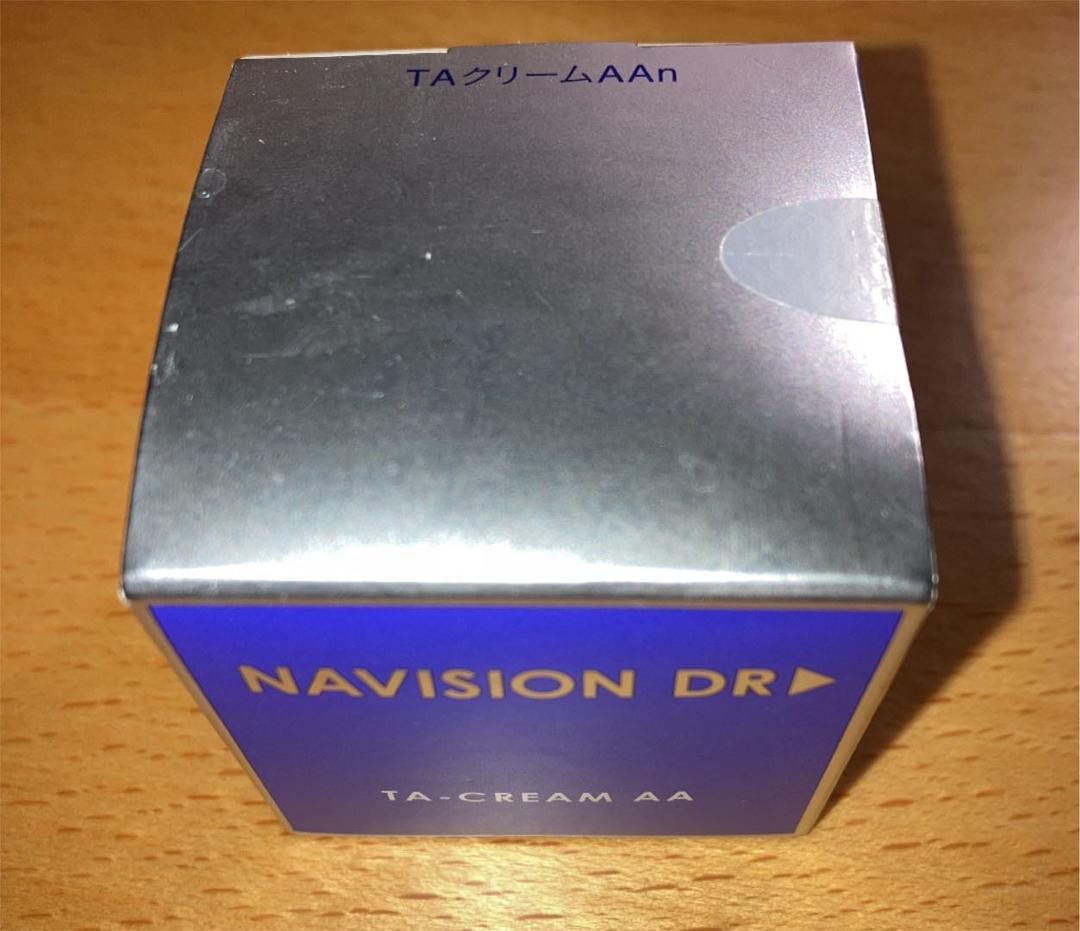 TAクリームAAn
NAVISION DR▶
TA-CREAM AA